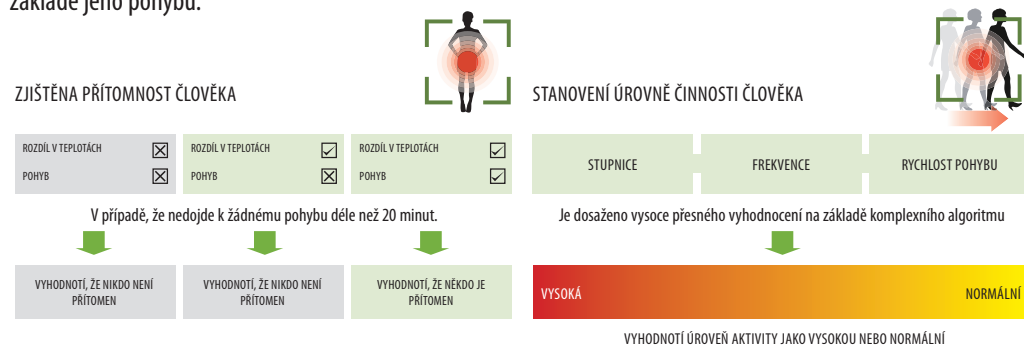 základě jeho pohybu.
ZJIŠTĚNA PŘÍTOMNOST ČLOVĚKA
ROZDÍL V TEPLOTÁCH
POHYB
ROZDÍL V TEPLOTÁCH
POHYB
ROZDÍL V TEPLOTÁCH
POHYB
V případě, že nedojde k žádnému pohybu déle než 20 minut.
VYHODNOTÍ, ŽE NIKDO NENÍ
PŘÍTOMEN
VYHODNOTÍ, ŽE NIKDO NENÍ
PŘÍTOMEN
VYHODNOTÍ, ŽE NĚKDO JE
PŘÍTOMEN
STANOVENÍ ÚROVNĚ ČINNOSTI ČLOVĚKA
STUPNICE
FREKVENCE
RYCHLOST POHYBU
Je dosaženo vysoce přesného vyhodnocení na základě komplexního algoritmu
VYSOKÁ
NORMÁLNÍ
VYHODNOTÍ ÚROVEŇ AKTIVITY JAKO VYSOKOU NEBO NORMÁLNÍ